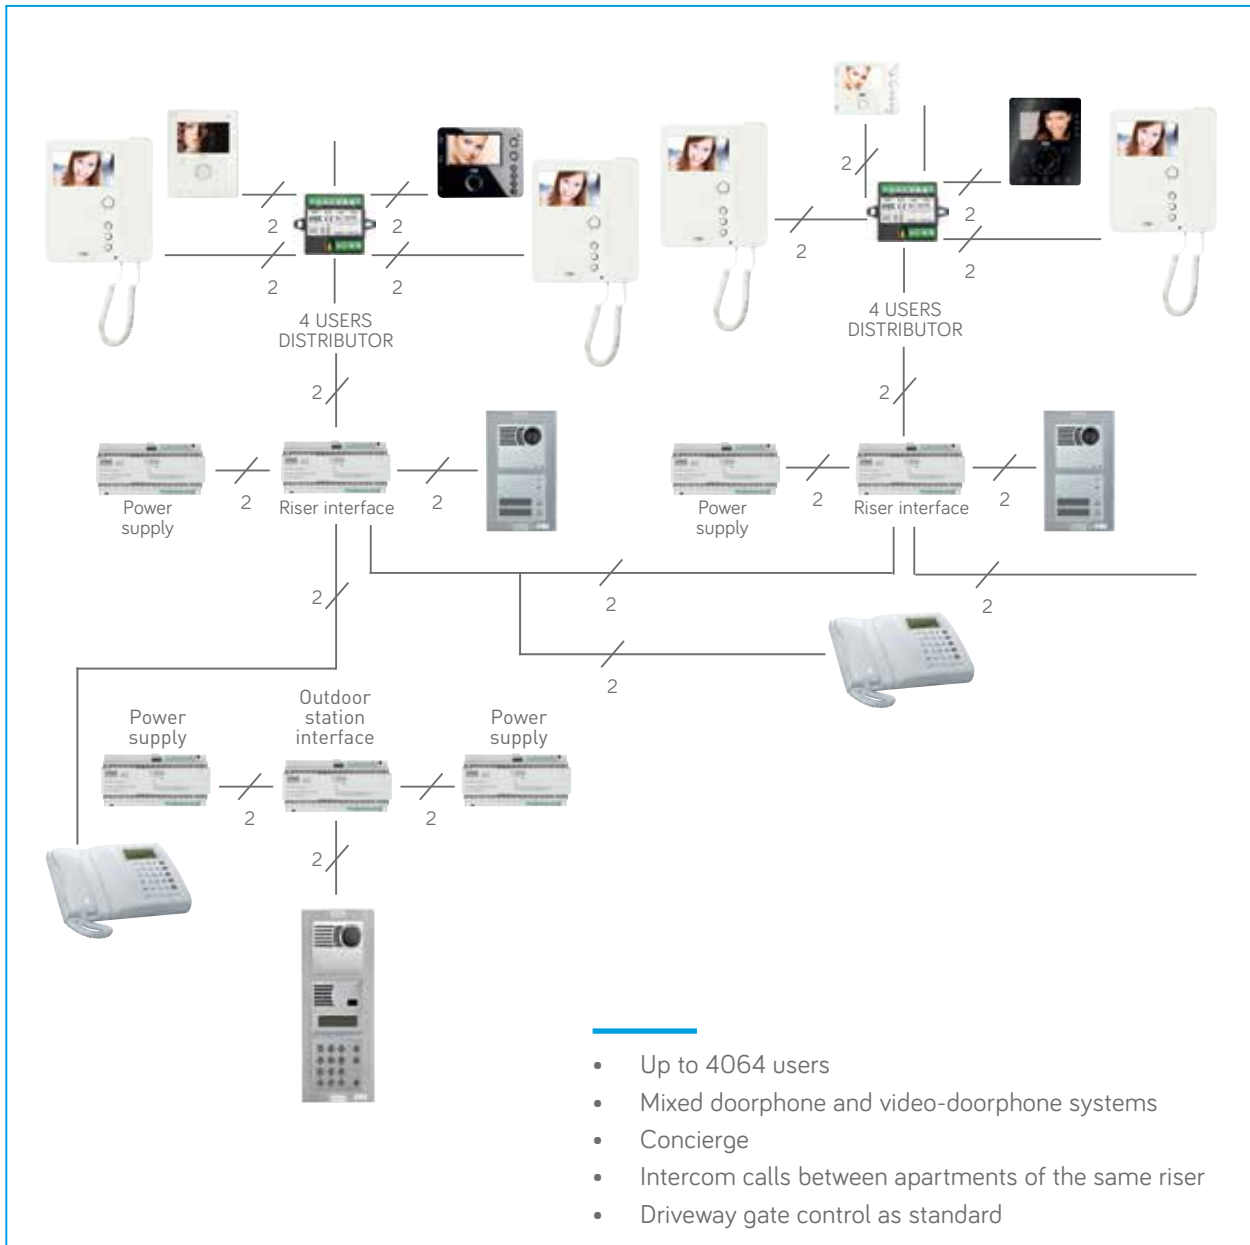 2
2
2
2
2
2
2
2
4 USERS
DISTRIBUTOR
4 USERS
DISTRIBUTOR
2
2
2
2
2
2
Power
supply
Riser interface
Power
supply
Riser interface
2
2
2
2
Outdoor
station
interface
Power
supply
Power
supply
2
2
2
• Up to 4064 users
• Mixed doorphone and video-doorphone systems
• Concierge
• Intercom calls between apartments of the same riser
• Driveway gate control as standard